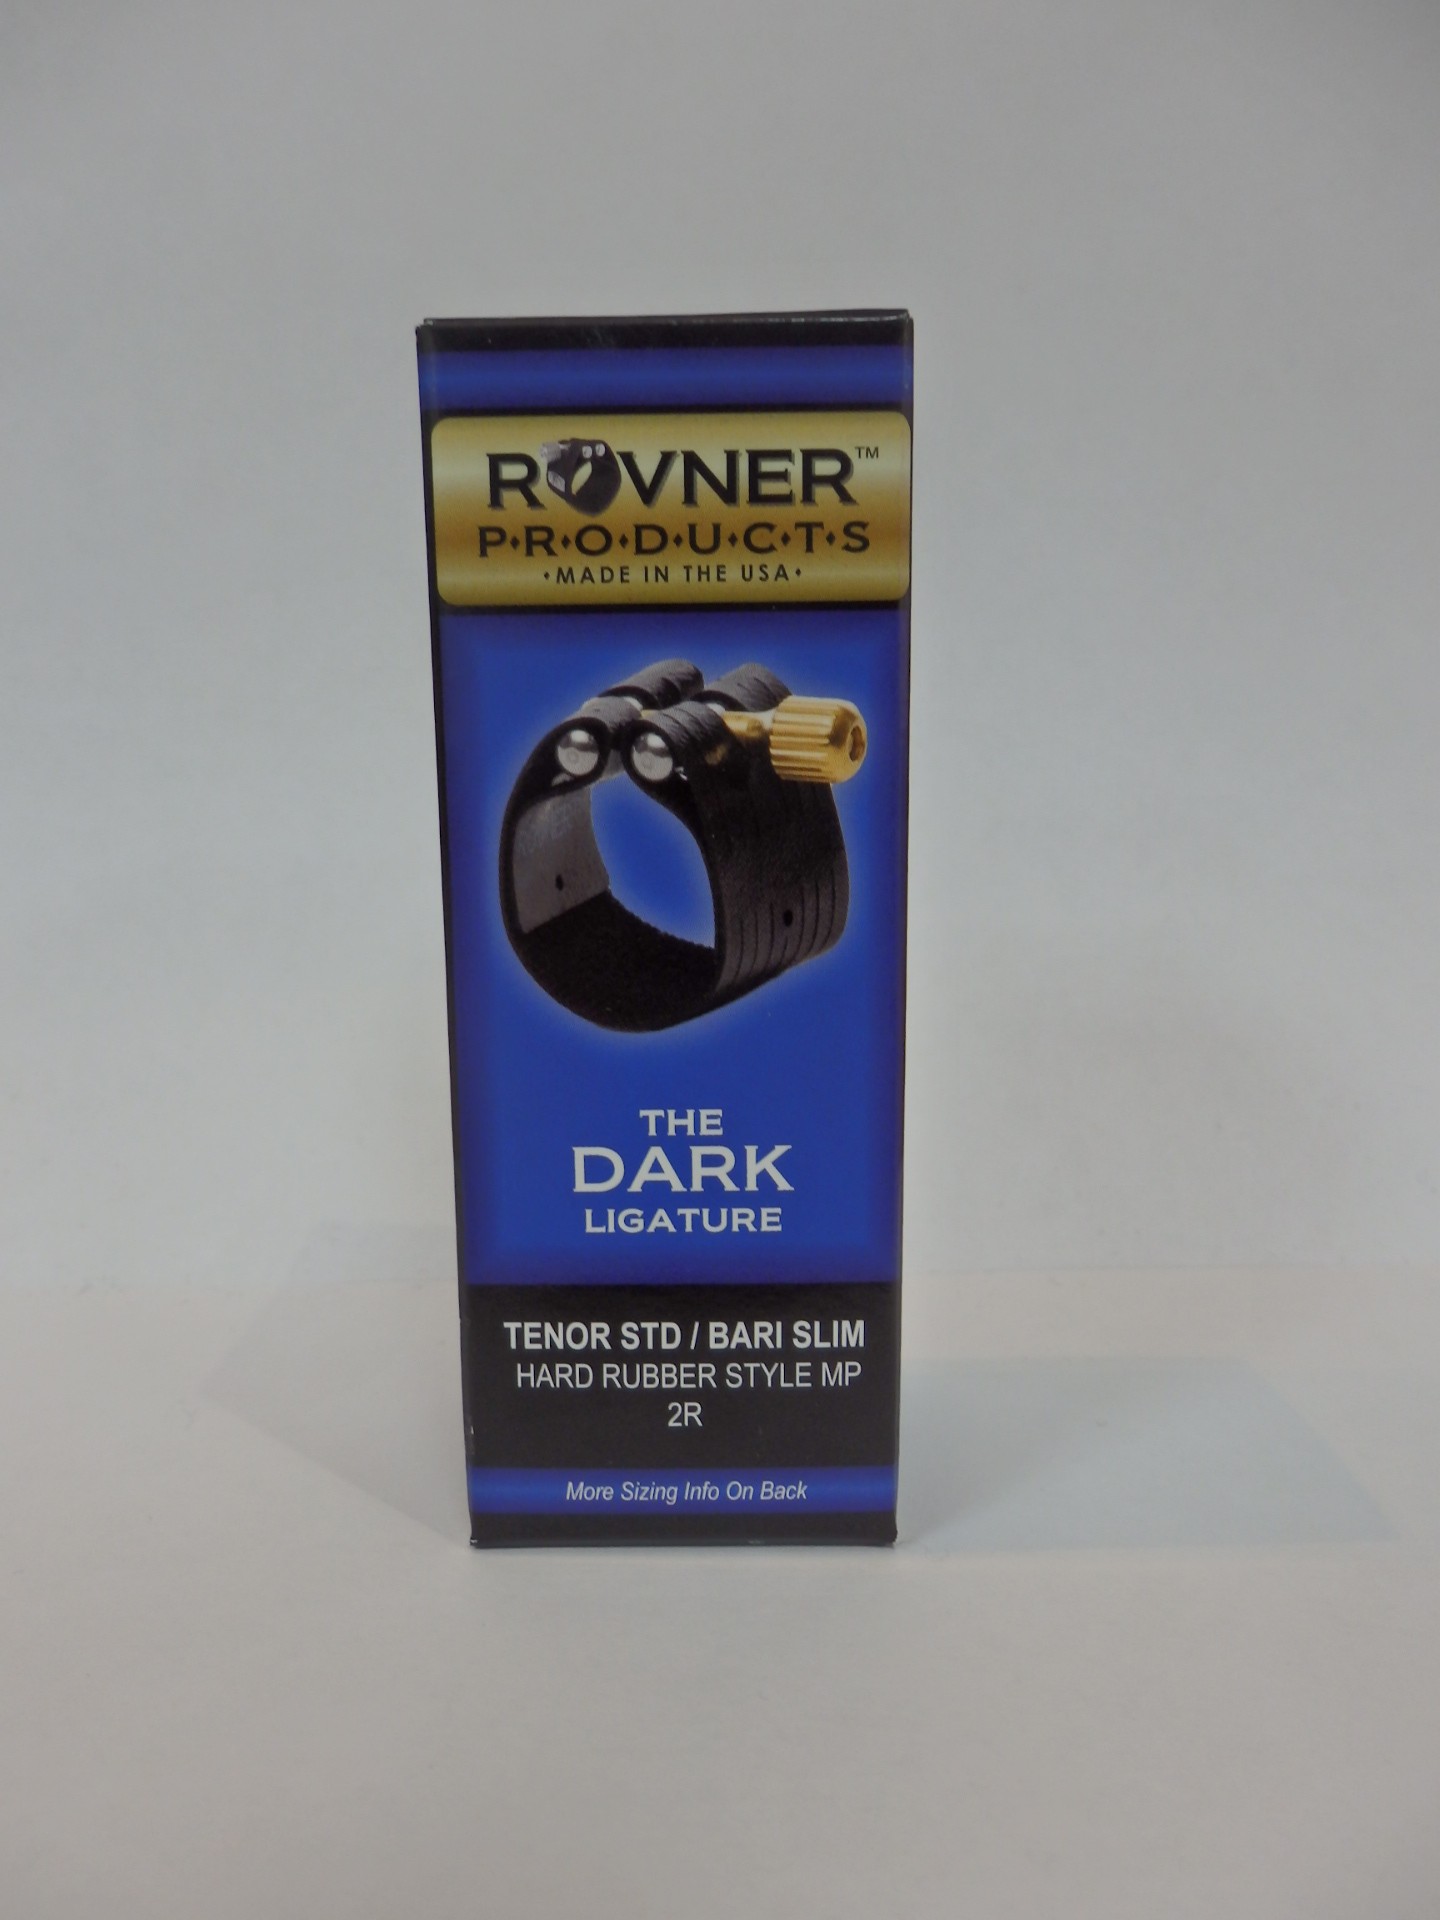 ROVNER™
P•R•O•D•U•C•T•S
•MADE IN THE USA•
THE
DARK
LIGATURE
TENOR STD / BARI SLIM
HARD RUBBER STYLE MP
2R
More Sizing Info On Back